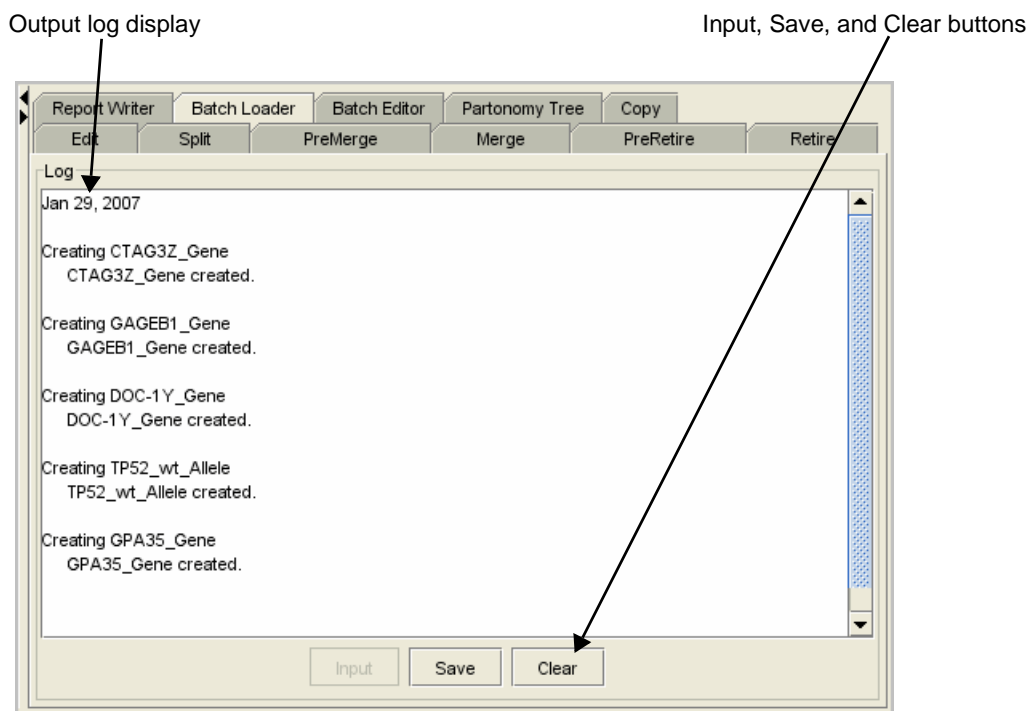 Output log display
Input, Save, and Clear buttons
Report Writer Batch Loader Batch Editor Partonomy Tree Copy
Edit Split PreMerge Merge PreRetire Retire
Log
Jan 29, 2007
Creating CTAG3Z_Gene
CTAG3Z_Gene created.
Creating GAGEB1_Gene
GAGEB1_Gene created.
Creating DOC-1Y_Gene
DOC-1Y_Gene created.
Creating TP52_wt_Allele
TP52_wt_Allele created.
Creating GPA35_Gene
GPA35_Gene created.
Input Save Clear